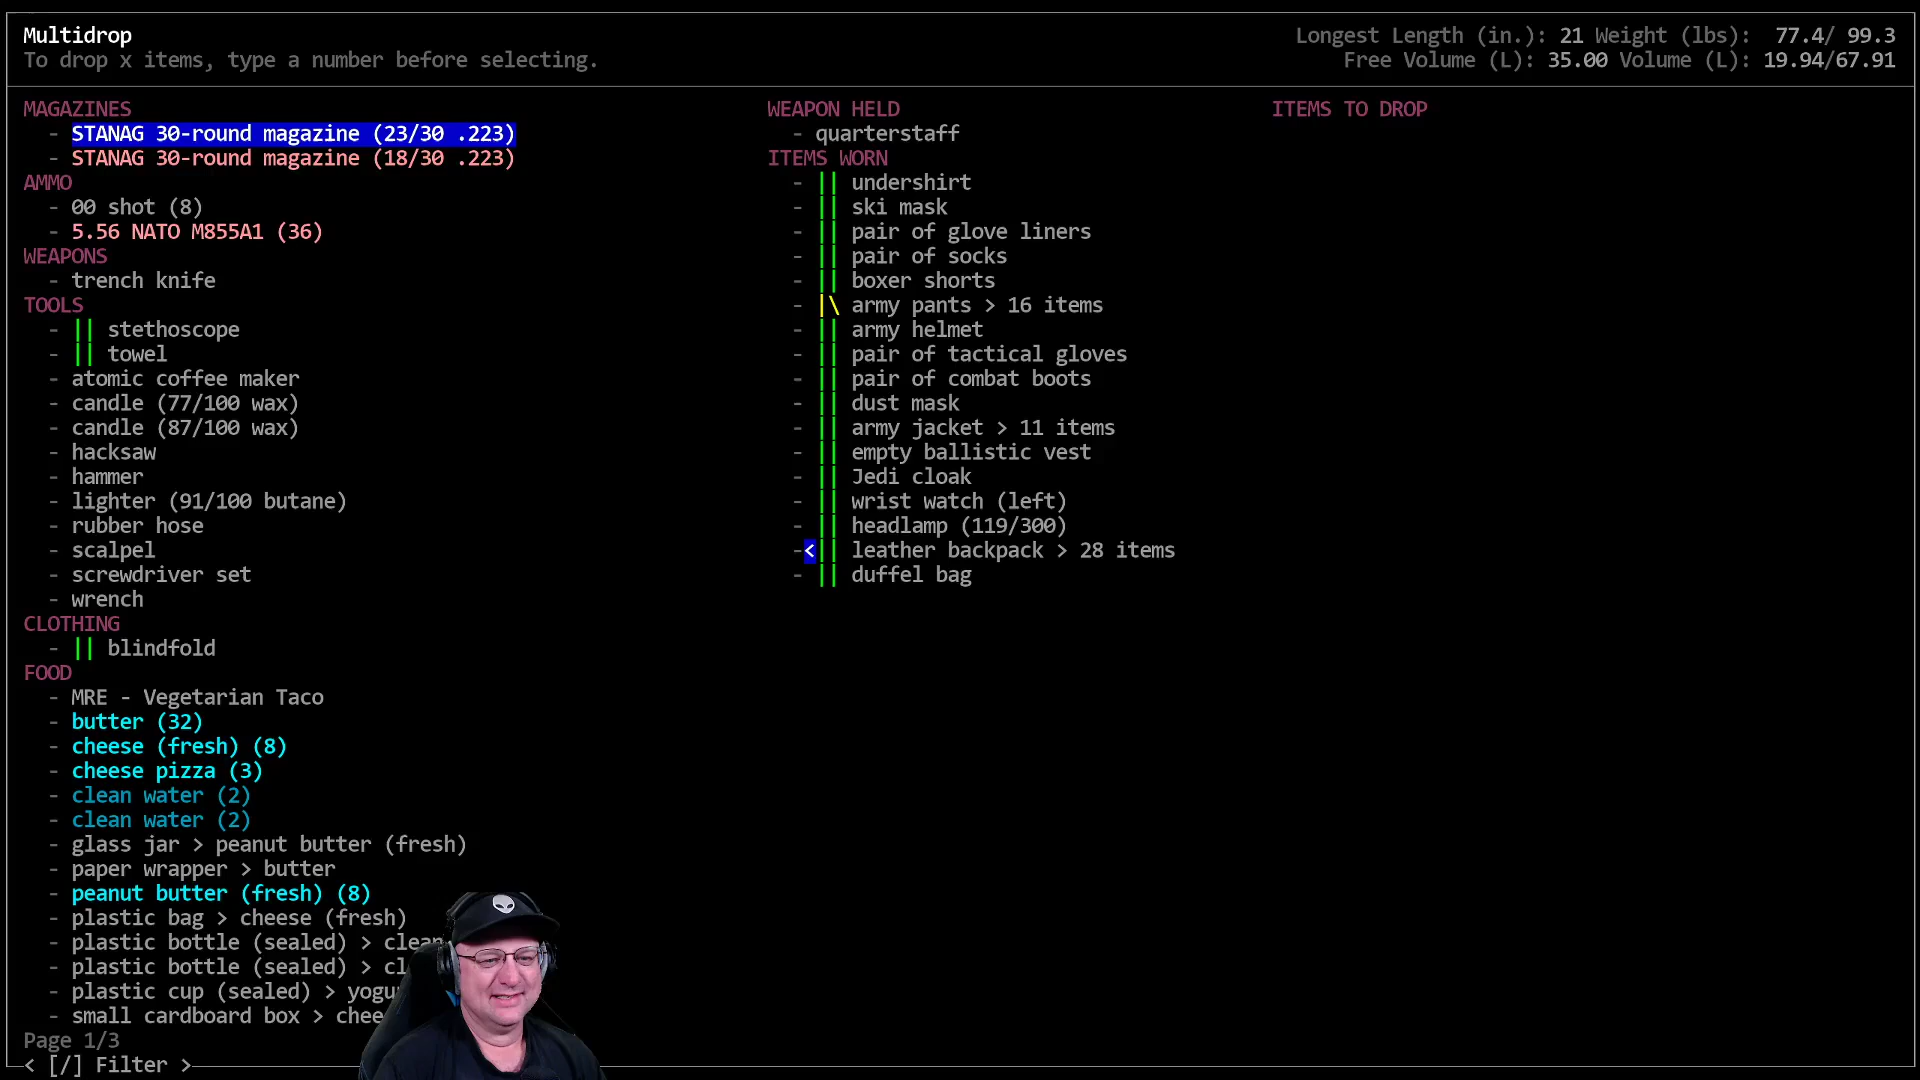 Multidrop
To drop x items, type a number before selecting.
Longest Length (in.): 21 Weight (lbs): 77.4/ 99.3
Free Volume (L): 35.00 Volume (L): 19.94/67.91
MAGAZINES
- STANAG 30-round magazine (23/30 .223)
- STANAG 30-round magazine (18/30 .223)
AMMO
- 00 shot (8)
- 5.56 NATO M855A1 (36)
WEAPONS
- trench knife
TOOLS
- || stethoscope
- || towel
- atomic coffee maker
- candle (77/100 wax)
- candle (87/100 wax)
- hacksaw
- hammer
- lighter (91/100 butane)
- rubber hose
- scalpel
- screwdriver set
- wrench
CLOTHING
- || blindfold
FOOD
- MRE - Vegetarian Taco
- butter (32)
- cheese (fresh) (8)
- cheese pizza (3)
- clean water (2)
- clean water (2)
- glass jar > peanut butter (fresh)
- paper wrapper > butter
- peanut butter (fresh) (8)
- plastic bag > cheese (fresh)
- plastic bottle (sealed) >
- plastic bottle (sealed) >
- plastic cup (sealed) >
- small cardboard box >
Page 1/3
< [/] Filter >
WEAPON HELD
- quarterstaff
ITEMS WORN
- || undershirt
- || ski mask
- || pair of glove liners
- || pair of socks
- || boxer shorts
- |\ army pants > 16 items
- || army helmet
- || pair of tactical gloves
- || pair of combat boots
- || dust mask
- || army jacket > 11 items
- || empty ballistic vest
- || Jedi cloak
- || wrist watch (left)
- || headlamp (119/300)
-<|| leather backpack > 28 items
- || duffel bag
ITEMS TO DROP